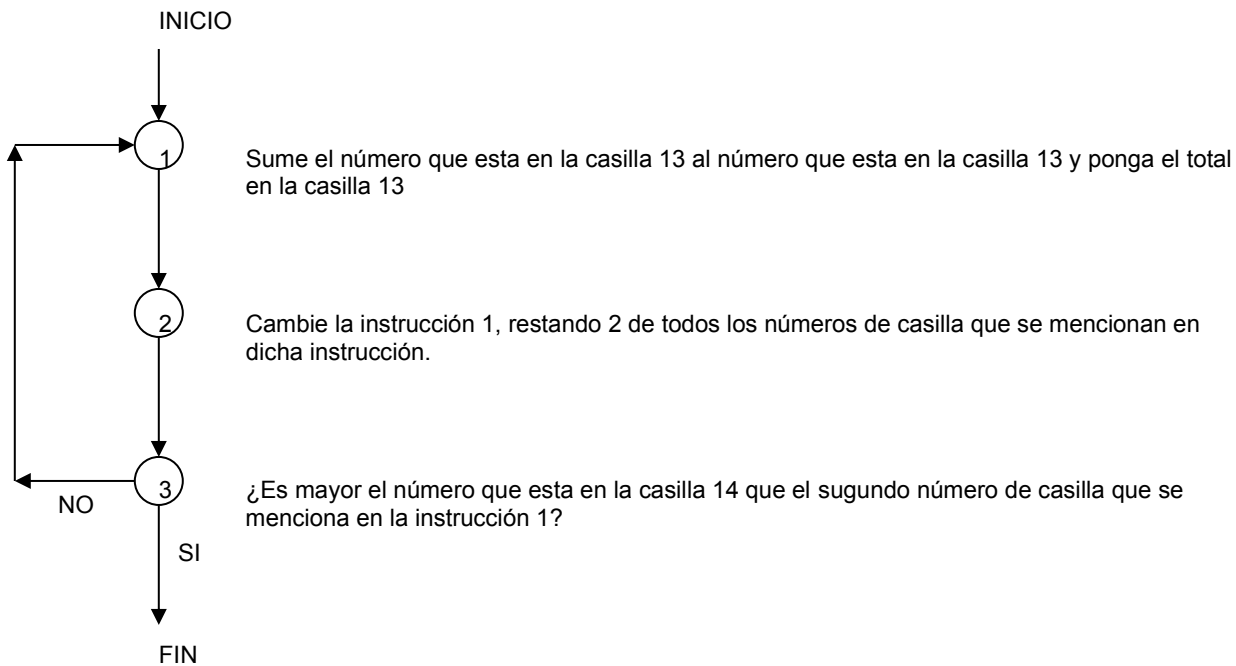 INICIO
1
Sume el número que esta en la casilla 13 al número que esta en la casilla 13 y ponga el total
en la casilla 13
2
Cambie la instrucción 1, restando 2 de todos los números de casilla que se mencionan en
dicha instrucción.
3
¿Es mayor el número que esta en la casilla 14 que el sugundo número de casilla que se
menciona en la instrucción 1?
NO
SI
FIN